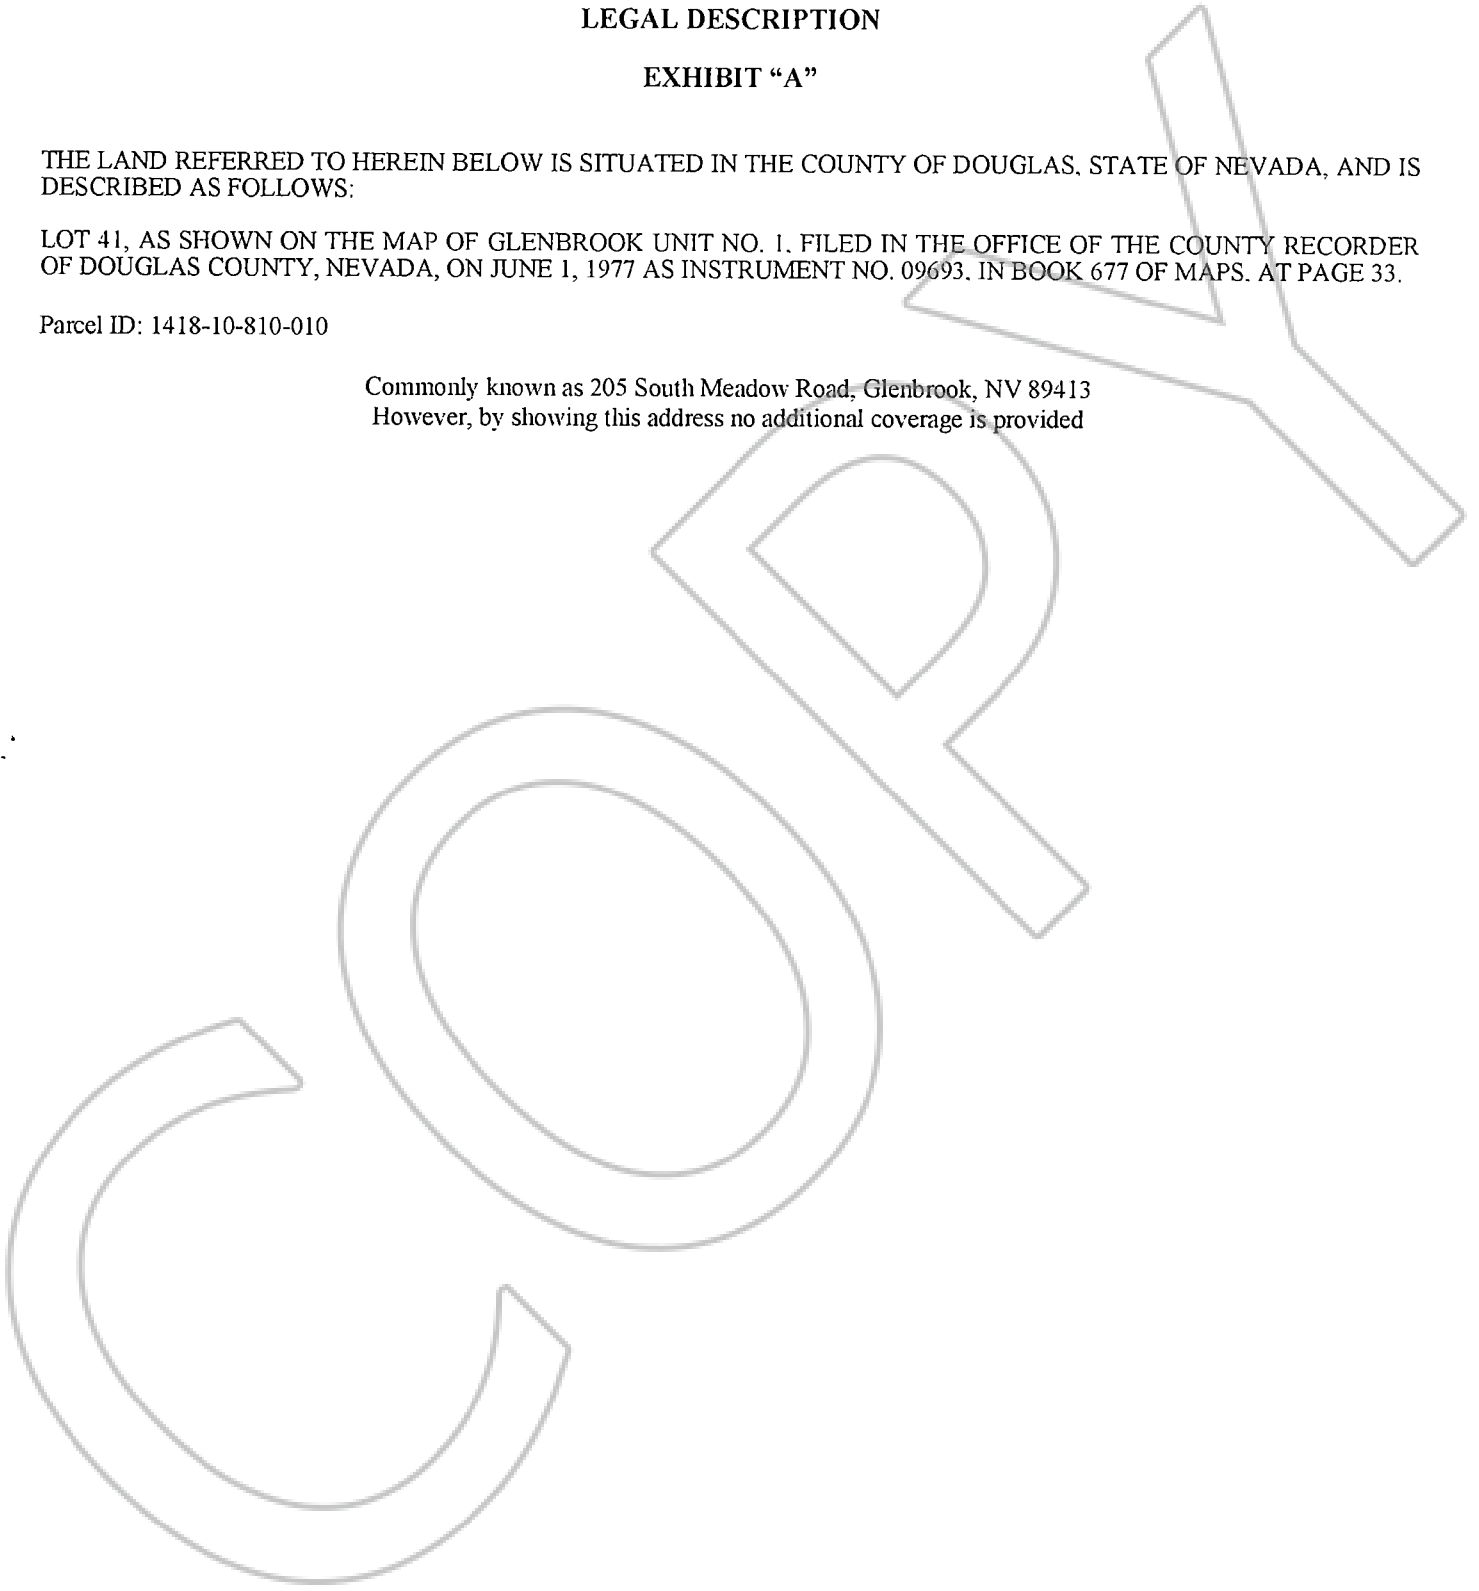 LEGAL DESCRIPTION
EXHIBIT “A”
THE LAND REFERRED TO HEREIN BELOW IS SITUATED IN THE COUNTY OF DOUGLAS, STATE OF NEVADA, AND IS
DESCRIBED AS FOLLOWS:
LOT 41, AS SHOWN ON THE MAP OF GLENBROOK UNIT NO. 1, FILED IN THE OFFICE OF THE COUNTY RECORDER
OF DOUGLAS COUNTY, NEVADA, ON JUNE 1, 1977 AS INSTRUMENT NO. 09693, IN BOOK 677 OF MAPS, AT PAGE 33.
Parcel ID: 1418-10-810-010
Commonly known as 205 South Meadow Road, Glenbrook, NV 89413
However, by showing this address no additional coverage is provided
COPY